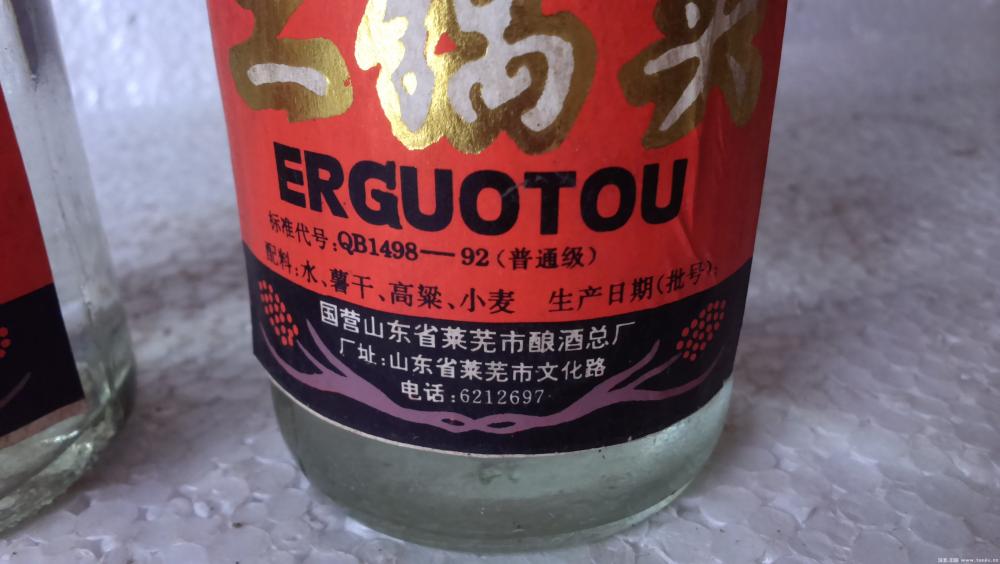 二锅头
ERGUOTOU
标准代号:QB1498—92(普通级)
配料:水、薯干、高粱、小麦 生产日期(批号):
国营山东省莱芜市酿酒总厂
厂址:山东省莱芜市文化路
电话:6212697